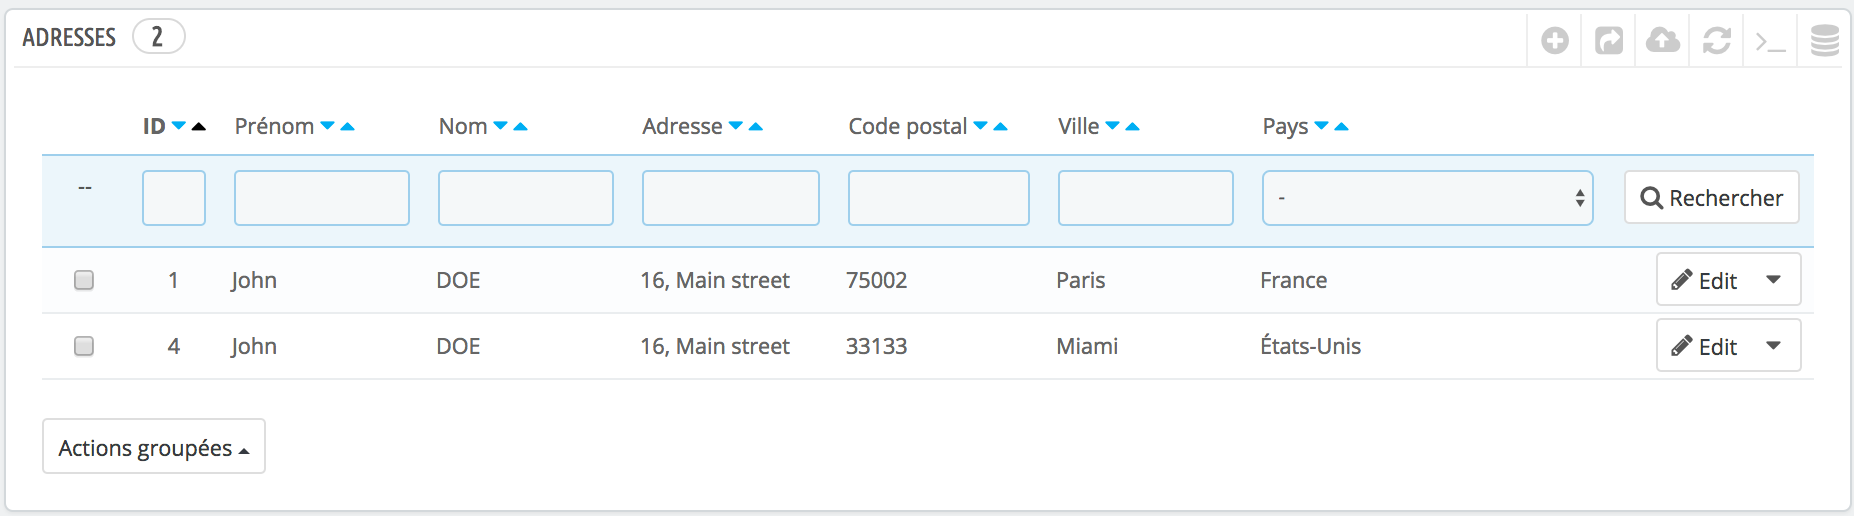 ADRESSES 2
ID Prénom Nom Adresse Code postal Ville Pays
-- - Rechercher
1 John DOE 16, Main street 75002 Paris France Edit
4 John DOE 16, Main street 33133 Miami États-Unis Edit
Actions groupées